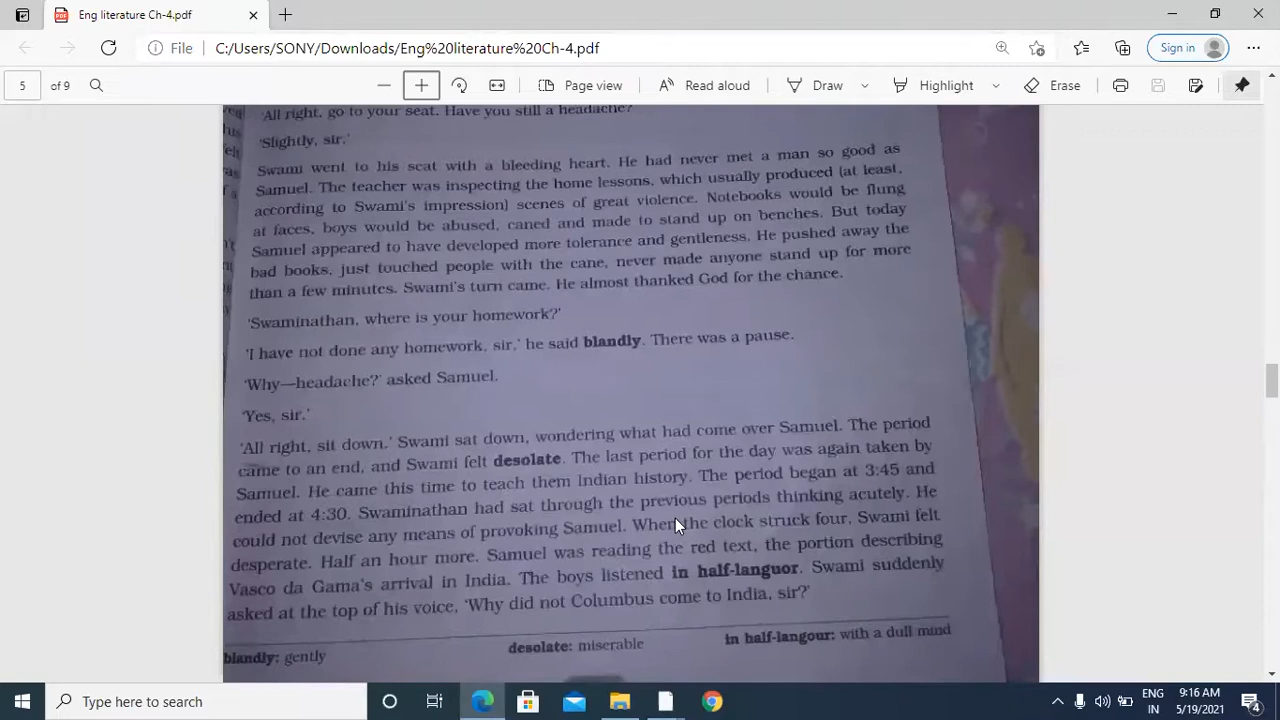 Eng literature Ch-4.pdf
File C:/Users/SONY/Downloads/Eng%20literature%20Ch-4.pdf Sign in
5 of 9 Page view Read aloud Draw Highlight Erase
'All right, go to your seat. Have you still a headache?'
'Slightly, sir.'
Swami went to his seat with a bleeding heart. He had never met a man so good as
Samuel. The teacher was inspecting the home lessons, which usually produced (at least,
according to Swami's impression) scenes of great violence. Notebooks would be flung
at faces, boys would be abused, caned and made to stand up on benches. But today
Samuel appeared to have developed more tolerance and gentleness. He pushed away the
bad books, just touched people with the cane, never made anyone stand up for more
than a few minutes. Swami's turn came. He almost thanked God for the chance.
'Swaminathan, where is your homework?'
'I have not done any homework, sir,' he said blandly. There was a pause.
'Why—headache?' asked Samuel.
'Yes, sir.'
'All right, sit down.' Swami sat down, wondering what had come over Samuel. The period
came to an end, and Swami felt desolate. The last period for the day was again taken by
Samuel. He came this time to teach them Indian history. The period began at 3:45 and
ended at 4:30. Swaminathan had sat through the previous periods thinking acutely. He
could not devise any means of provoking Samuel. When the clock struck four, Swami felt
desperate. Half an hour more. Samuel was reading the red text, the portion describing
Vasco da Gama's arrival in India. The boys listened in half-languor. Swami suddenly
asked at the top of his voice, 'Why did not Columbus come to India, sir?'
blandly: gently desolate: miserable in half-langour: with a dull mind
Type here to search
ENG
IN
9:16 AM
5/19/2021
4